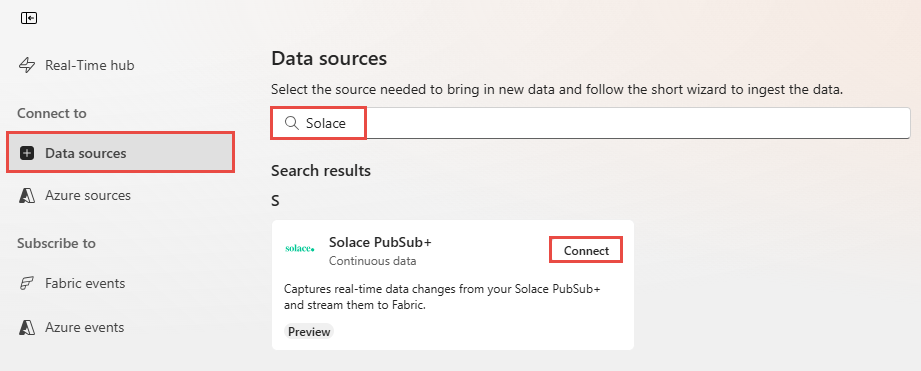 Real-Time hub
Connect to
Data sources
Azure sources
Subscribe to
Fabric events
Azure events
Data sources
Select the source needed to bring in new data and follow the short wizard to ingest the data.
Solace
Search results
S
solace.
Solace PubSub+
Continuous data
Connect
Captures real-time data changes from your Solace PubSub+
and stream them to Fabric.
Preview